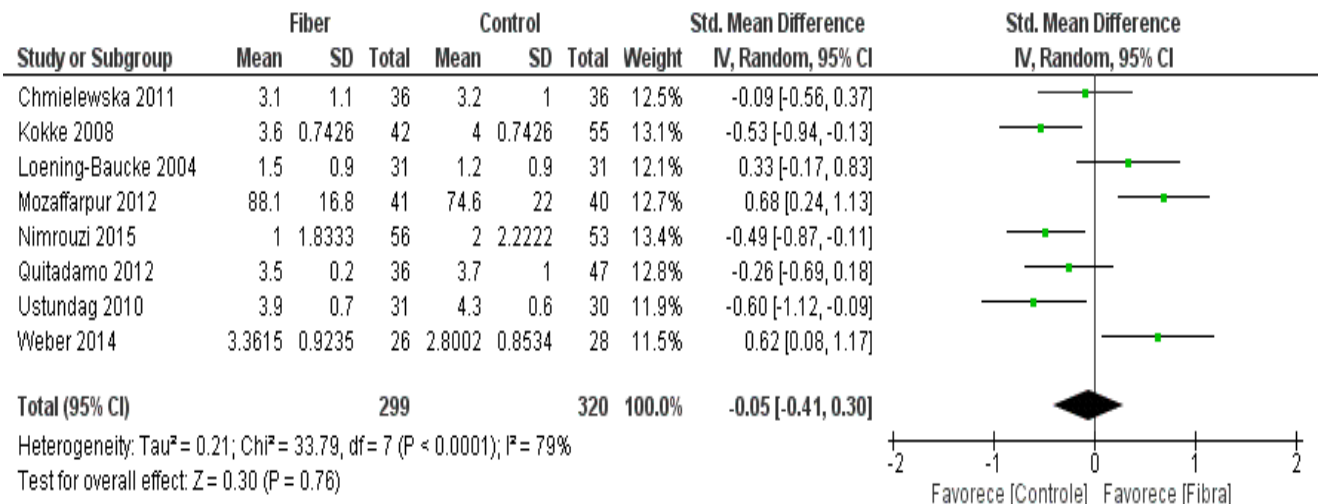 Fiber Control Std. Mean Difference Std. Mean Difference
Study or Subgroup Mean SD Total Mean SD Total Weight IV, Random, 95% CI IV, Random, 95% CI
Chmielewska 2011 3.1 1.1 36 3.2 1 36 12.5% -0.09 [-0.56, 0.37]
Kokke 2008 3.6 0.7426 42 4 0.7426 55 13.1% -0.53 [-0.94, -0.13]
Loening-Baucke 2004 1.5 0.9 31 1.2 0.9 31 12.1% 0.33 [-0.17, 0.83]
Mozaffarpur 2012 88.1 16.8 41 74.6 22 40 12.7% 0.68 [0.24, 1.13]
Nimrouzi 2015 1 1.8333 56 2 2.2222 53 13.4% -0.49 [-0.87, -0.11]
Quitadamo 2012 3.5 0.2 36 3.7 1 47 12.8% -0.26 [-0.69, 0.18]
Ustundag 2010 3.9 0.7 31 4.3 0.6 30 11.9% -0.60 [-1.12, -0.09]
Weber 2014 3.3615 0.9235 26 2.8002 0.8534 28 11.5% 0.62 [0.08, 1.17]
Total (95% CI) 299 320 100.0% -0.05 [-0.41, 0.30]
Heterogeneity: Tau² = 0.21; Chi² = 33.79, df = 7 (P < 0.0001); I² = 79%
Test for overall effect: Z = 0.30 (P = 0.76)
-2 -1 0 1 2
Favorece [Controle] Favorece [Fibra]